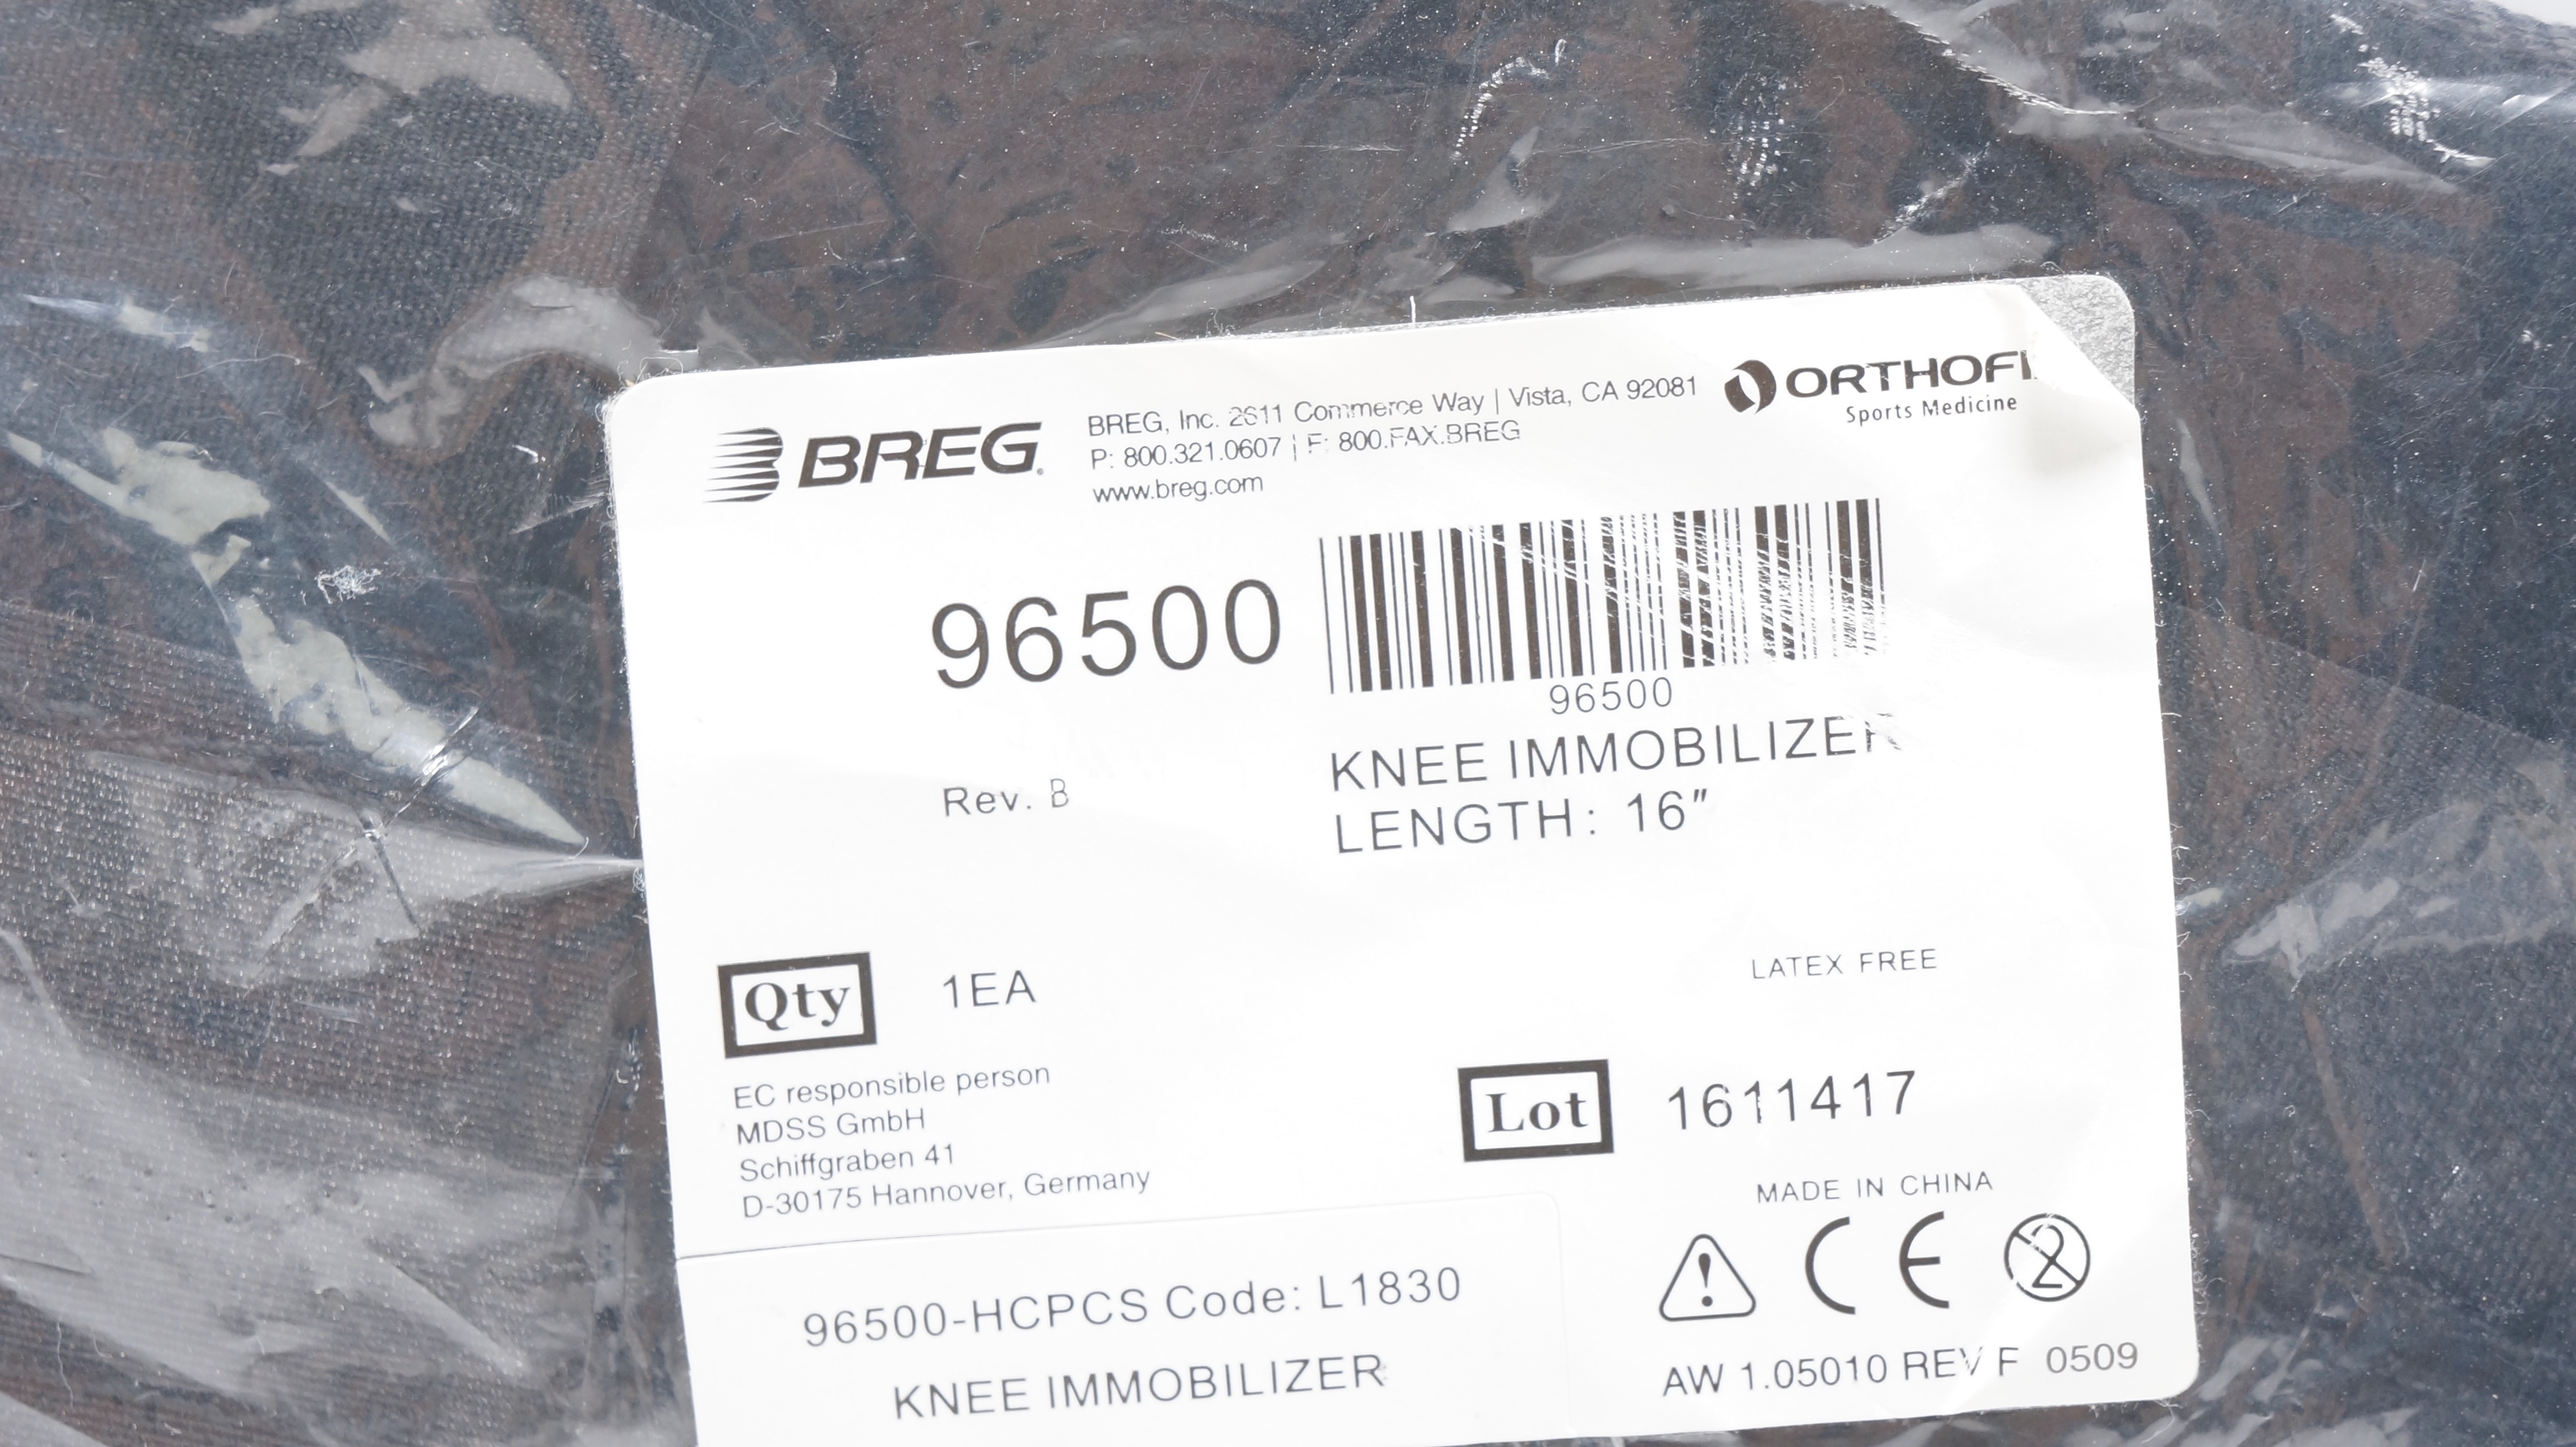 BREG
BREG, Inc. 2611 Commerce Way | Vista, CA 92081
P: 800.321.0607 | F: 800.FAX.BREG
www.breg.com
ORTHOFI
Sports Medicine
96500
96500
KNEE IMMOBILIZER
LENGTH: 16"
Rev. B
Qty 1EA
LATEX FREE
EC responsible person
MDSS GmbH
Schiffgraben 41
D-30175 Hannover, Germany
Lot 1611417
MADE IN CHINA
CE 2
96500-HCPCS Code: L1830
KNEE IMMOBILIZER
AW 1.05010 REV F 0509